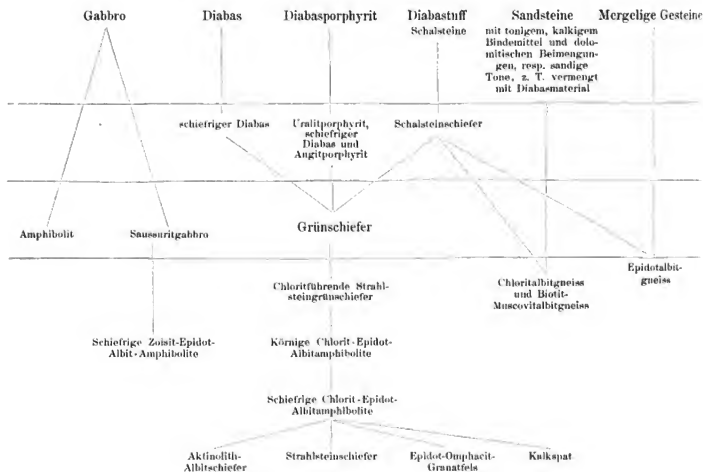 Gabbro
Diabas
Diabasporphyrit
Diabastuff
Schalsteine
Sandsteine
mit tonigem, kalkigem
Bindemittel und dolo-
mitischen Beimengun-
gen, resp. sandige
Tone, z. T. vermengt
mit Diabasmaterial
Mergelige Gesteine
schiefriger Diabas
Uralitporphyrit,
schiefriger
Diabas und
Augitporphyrit
Schalsteinschiefer
Amphibolit
Saussuritgabbro
Grünschiefer
Chloritführende Strahl-
steingrünschiefer
Chloritalbitgneiss
und Biotit-
Muscovitalbitgneiss
Epidotalbit-
gneiss
Schiefrige Zoisit-Epidot-
Albit-Amphibolite
Körnige Chlorit-Epidot-
Albitamphibolite
Schiefrige Chlorit-Epidot-
Albitamphibolite
Aktinolith-
Albitschiefer
Strahlsteinschiefer
Epidot-Omphacit-
Granatfels
Kalkspat